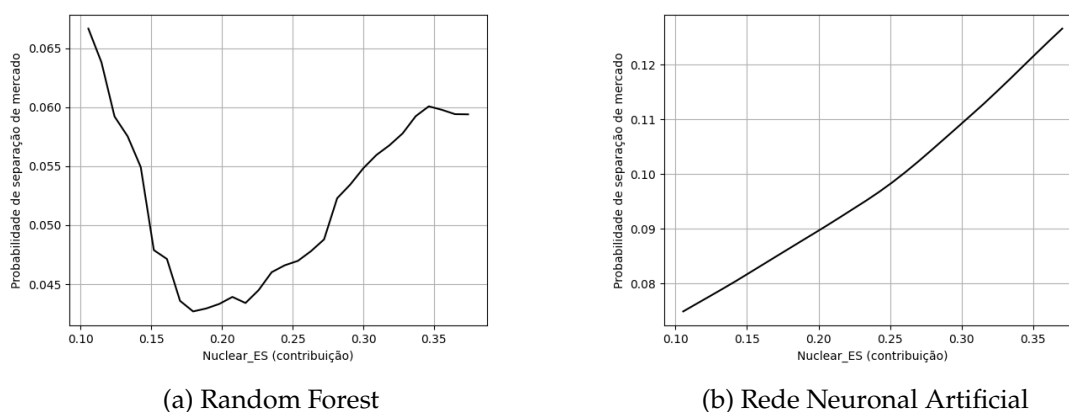 Probabilidade de separação de mercado
0.065
0.060
0.055
0.050
0.045
0.10 0.15 0.20 0.25 0.30 0.35
Nuclear_ES (contribuição)
(a) Random Forest
Probabilidade de separação de mercado
0.12
0.11
0.10
0.09
0.08
0.10 0.15 0.20 0.25 0.30 0.35
Nuclear_ES (contribuição)
(b) Rede Neuronal Artificial